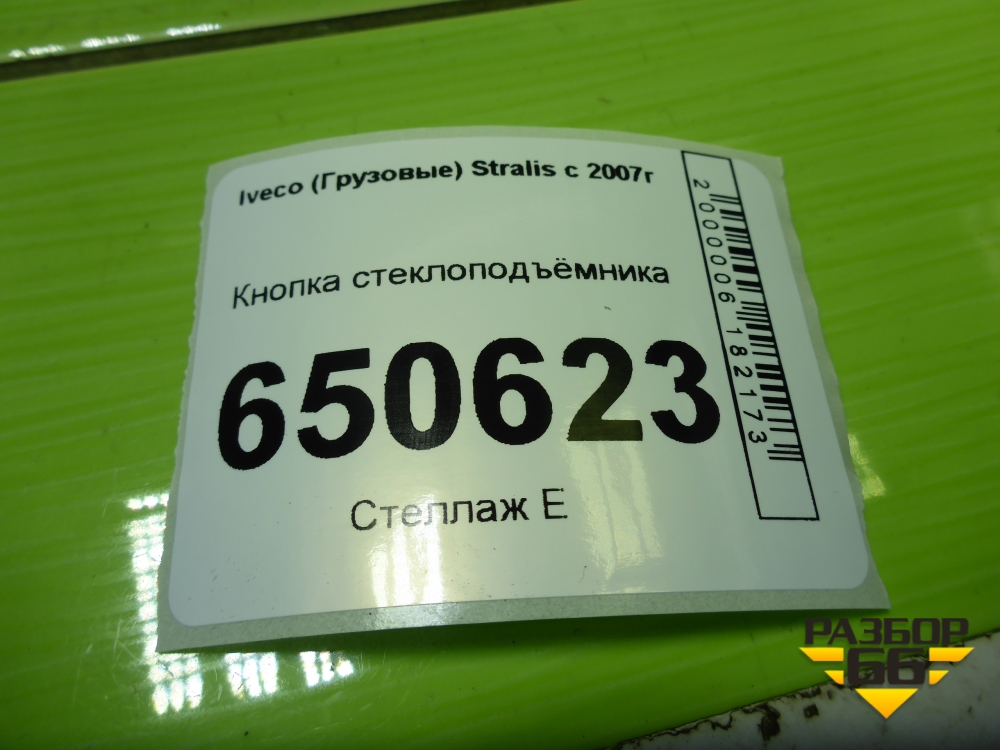 Iveco (Грузовые) Stralis с 2007г
Кнопка стеклоподъёмника
650623
Стеллаж Е
2000006182173
РАЗБОР
66